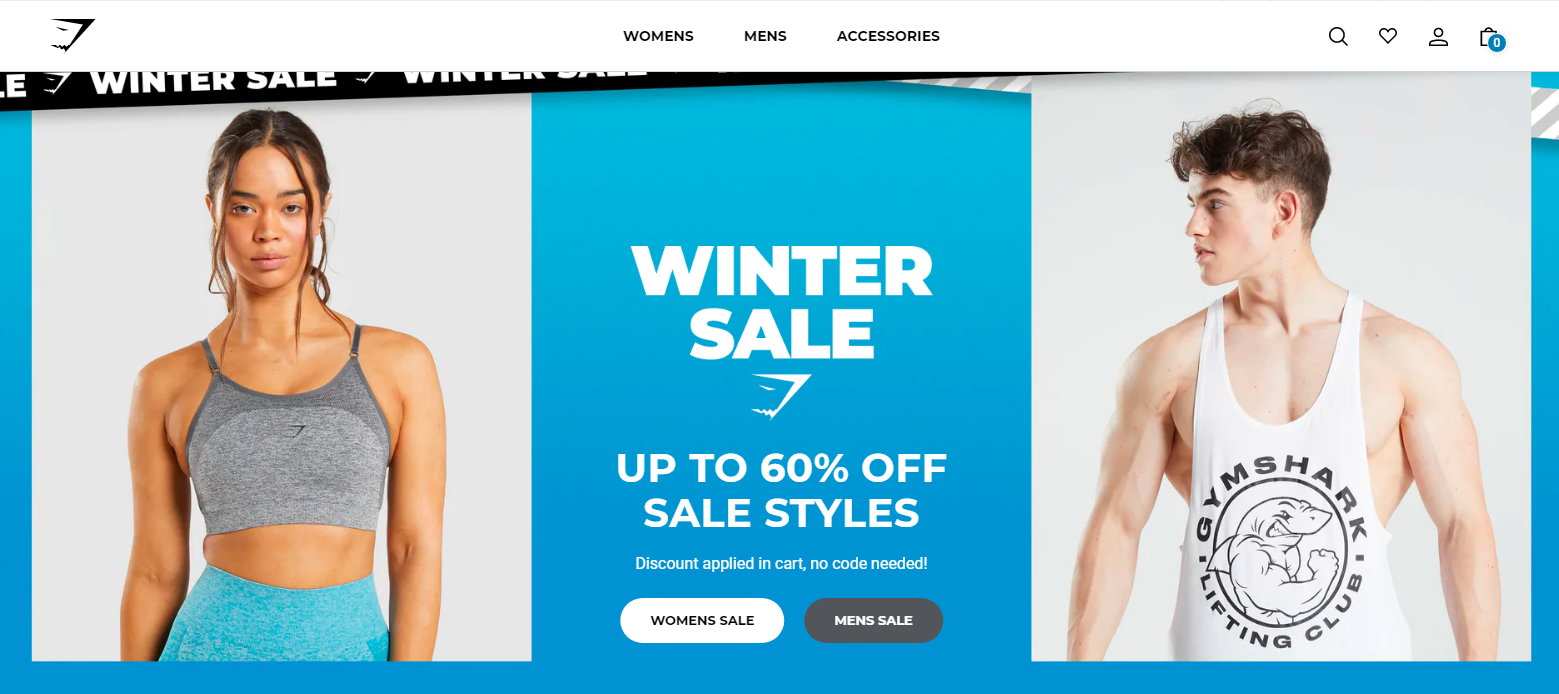 WOMENS
MENS
ACCESSORIES
0
WINTER SALE
WINTER SALE
WINTER
SALE
UP TO 60% OFF
SALE STYLES
Discount applied in cart, no code needed!
WOMENS SALE
MENS SALE
GYMSHARK
LIFTING CLUB